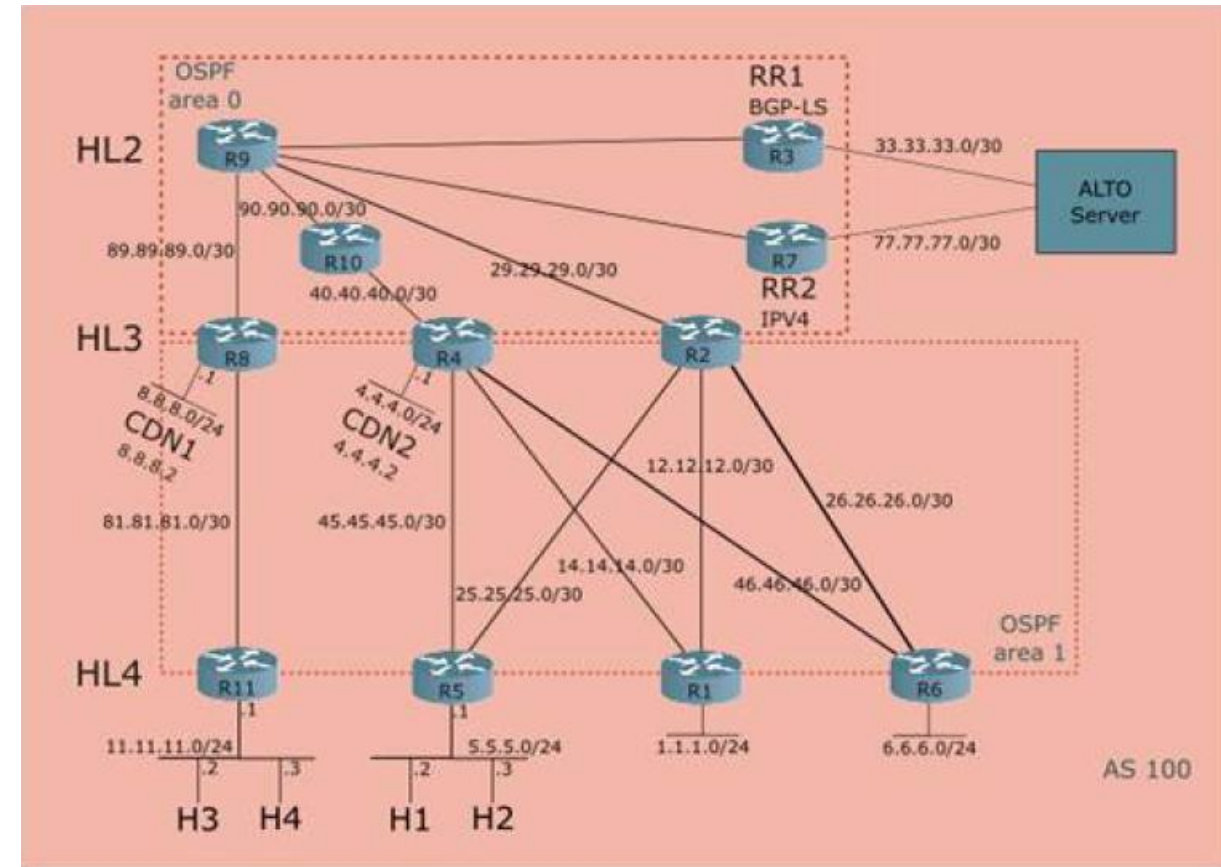 OSPF
area 0
RR1
BGP-LS
HL2
R9
R3
33.33.33.0/30
ALTO
Server
90.90.90.0/30
89.89.89.0/30
R10
R7
77.77.77.0/30
29.29.29.0/30
RR2
IPV4
40.40.40.0/30
HL3
R8
R4
R2
.1
.1
8.8.8.0/24
CDN1
8.8.8.2
4.4.4.0/24
CDN2
4.4.4.2
12.12.12.0/30
26.26.26.0/30
81.81.81.0/30
45.45.45.0/30
14.14.14.0/30
46.46.46.0/30
25.25.25.0/30
OSPF
area 1
HL4
R11
R5
R1
R6
.1
.1
11.11.11.0/24
5.5.5.0/24
1.1.1.0/24
6.6.6.0/24
.2
.3
.2
.3
AS 100
H3
H4
H1
H2